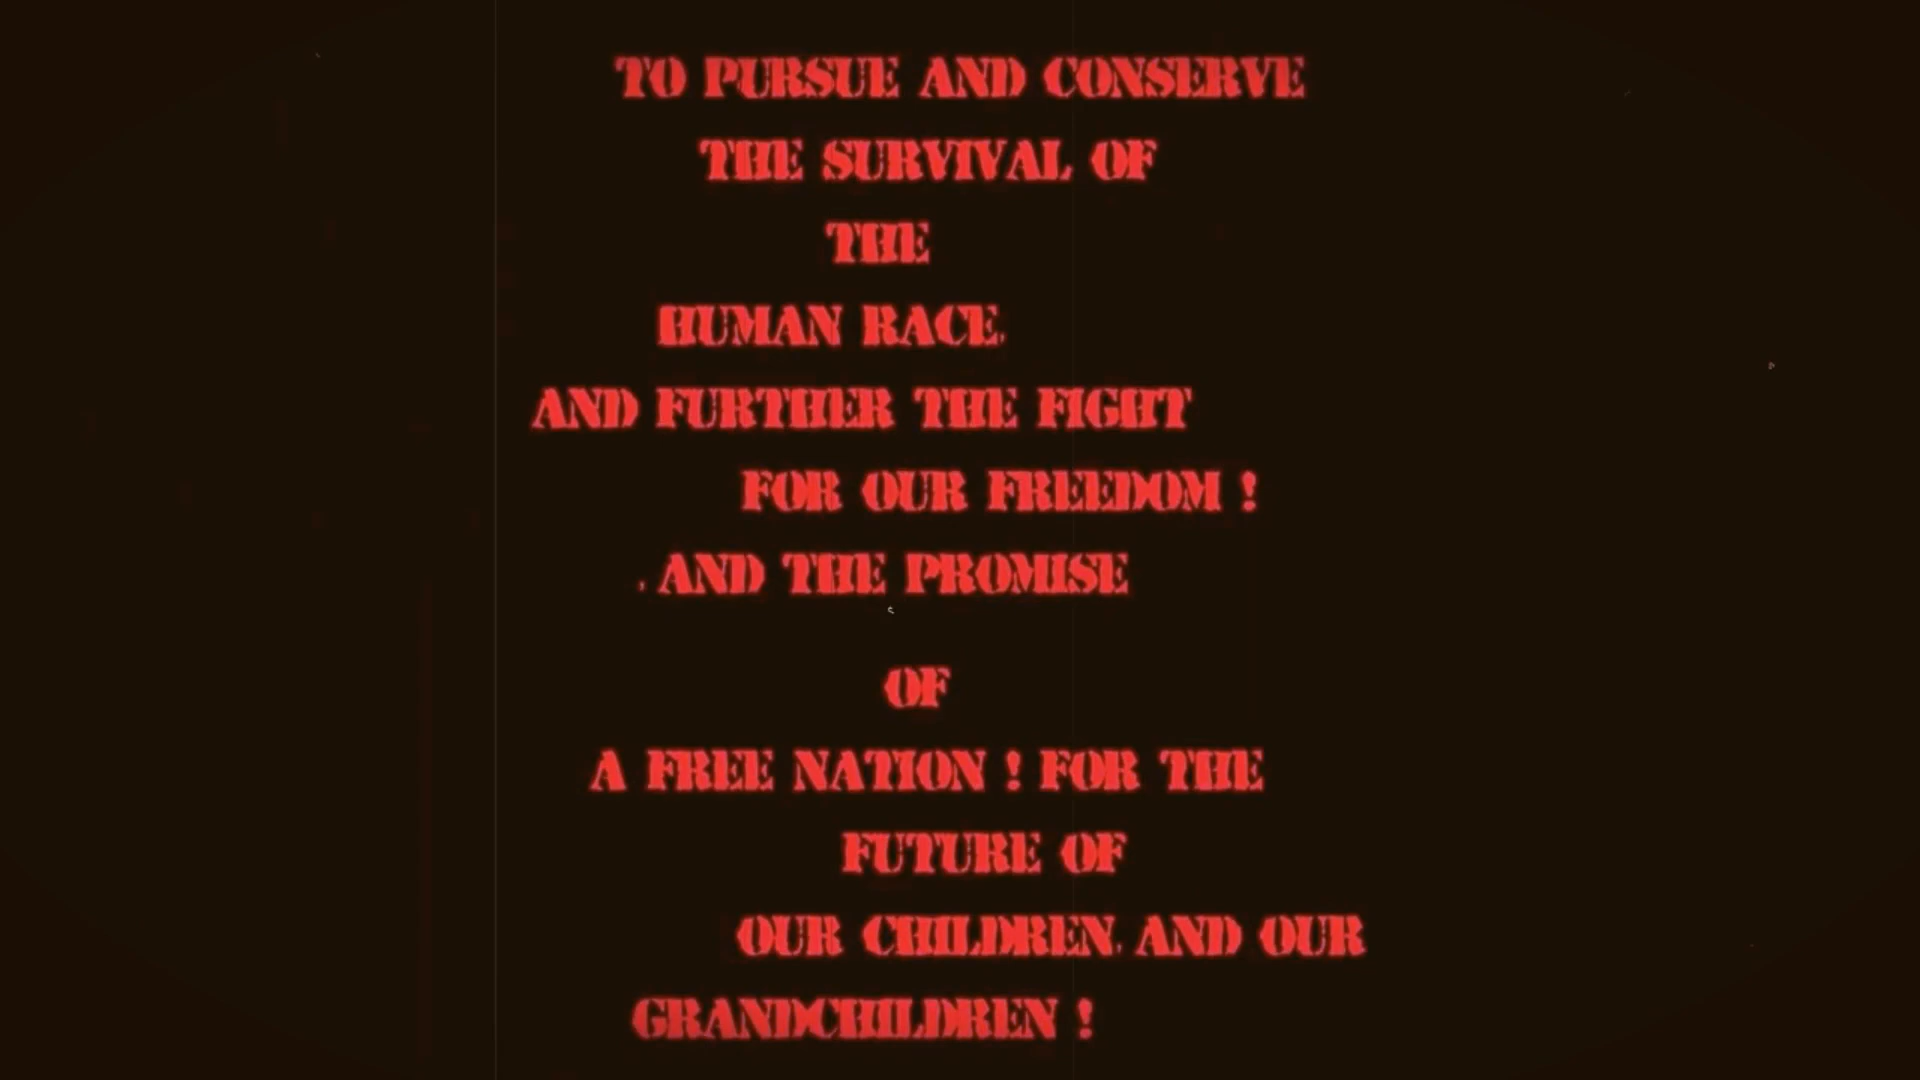 TO PURSUE AND CONSERVE
THE SURVIVAL OF
THE
HUMAN RACE,
AND FURTHER THE FIGHT
FOR OUR FREEDOM !
, AND THE PROMISE
OF
A FREE NATION ! FOR THE
FUTURE OF
OUR CHILDREN, AND OUR
GRANDCHILDREN !